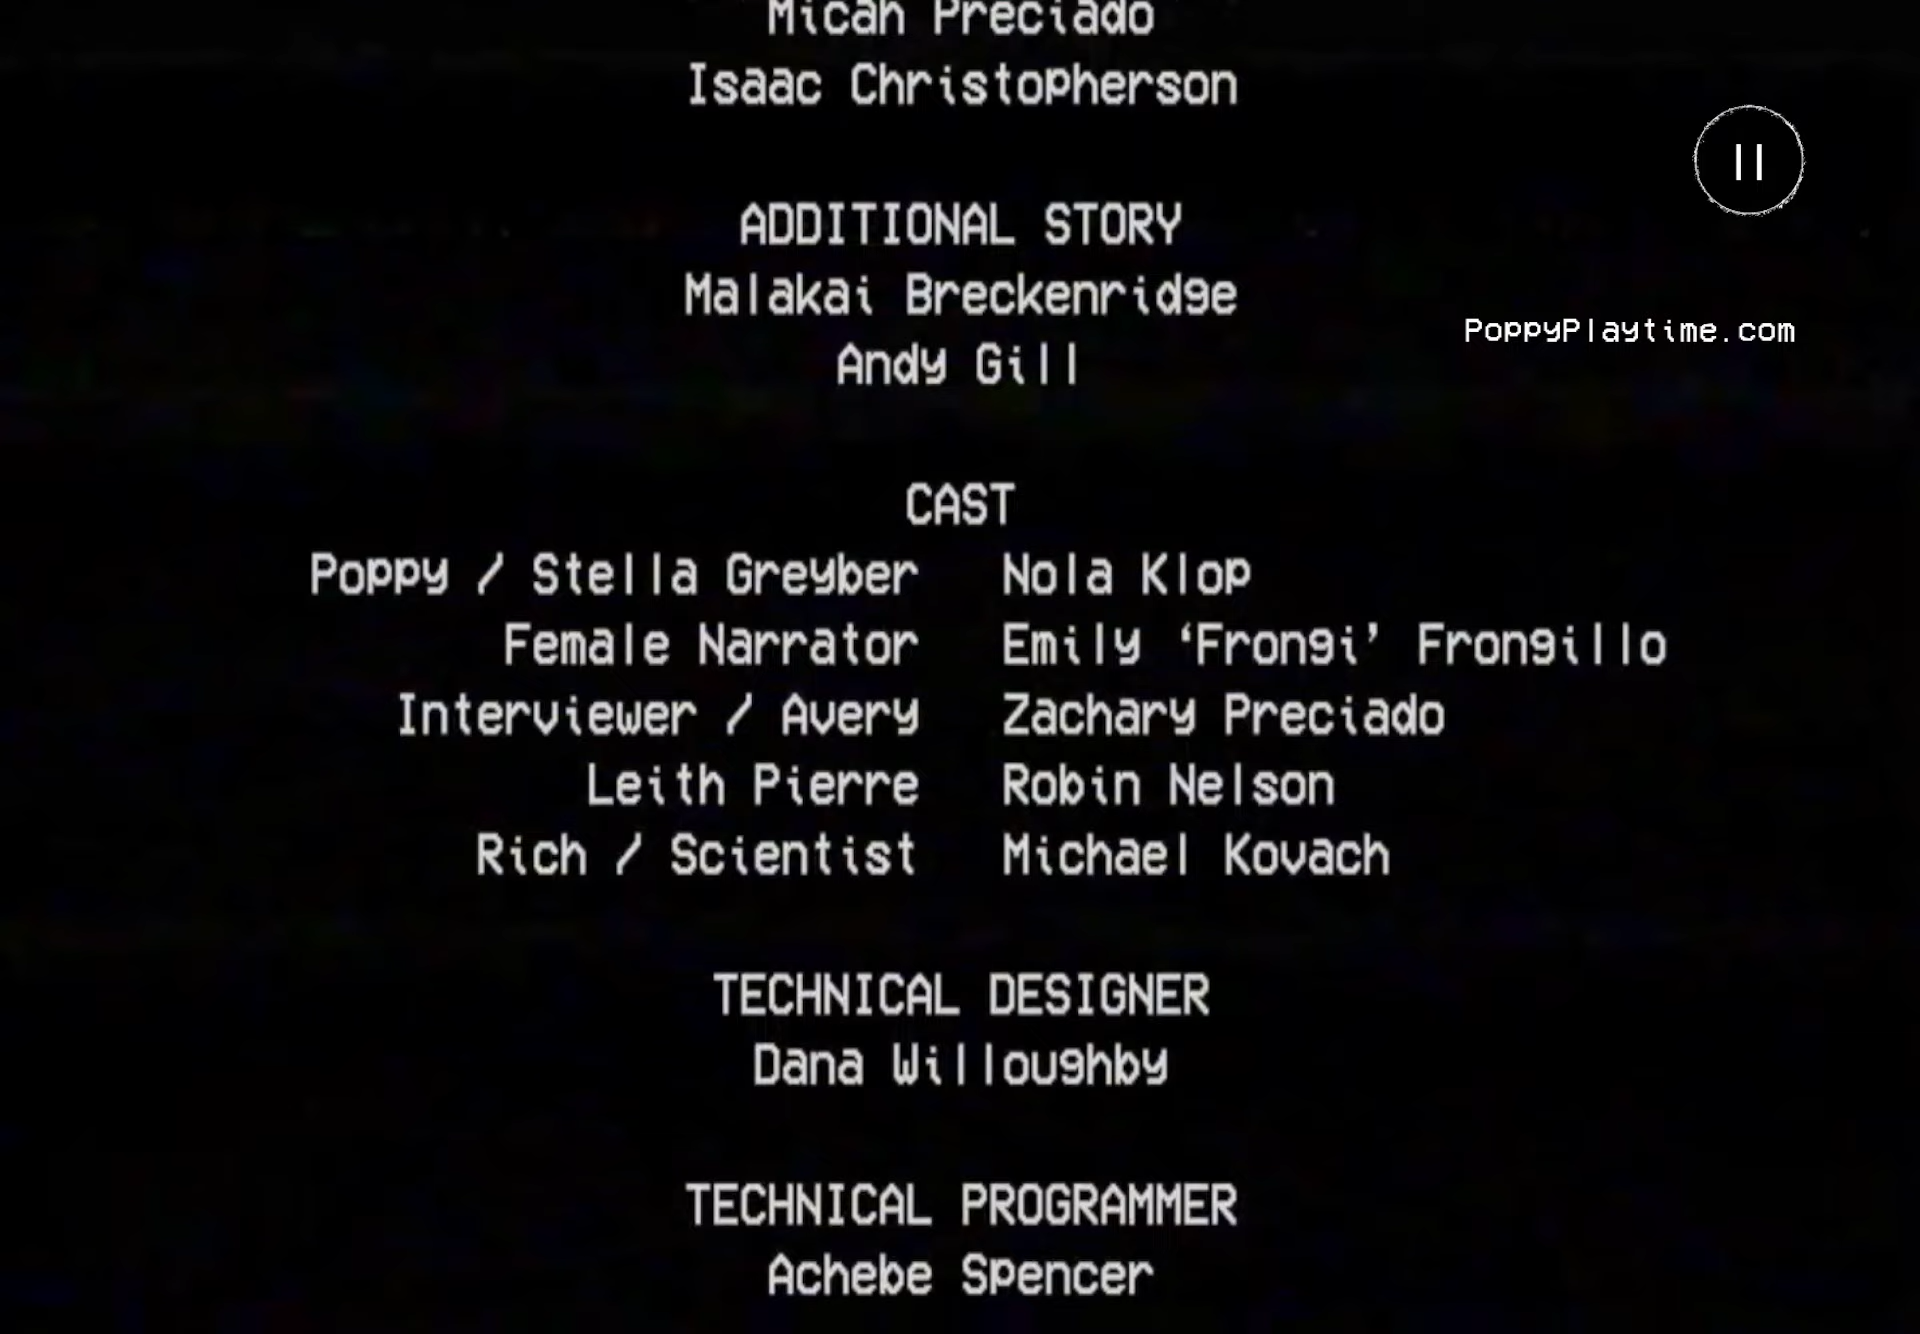 Micah Preciado
Isaac Christopherson
ADDITIONAL STORY
Malakai Breckenridge
PoppyPlaytime.com
Andy Gill
CAST
Poppy / Stella Greyber Nola Klop
Female Narrator Emily ‘Frongi’ Frongillo
Interviewer / Avery Zachary Preciado
Leith Pierre Robin Nelson
Rich / Scientist Michael Kovach
TECHNICAL DESIGNER
Dana Willoughby
TECHNICAL PROGRAMMER
Achebe Spencer